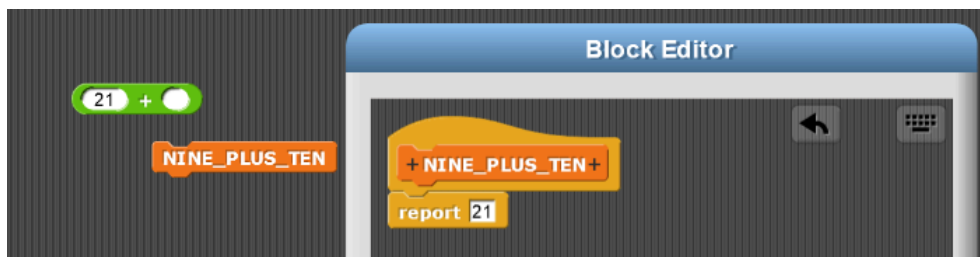 Block Editor
21 +
NINE_PLUS_TEN
+NINE_PLUS_TEN+
report 21